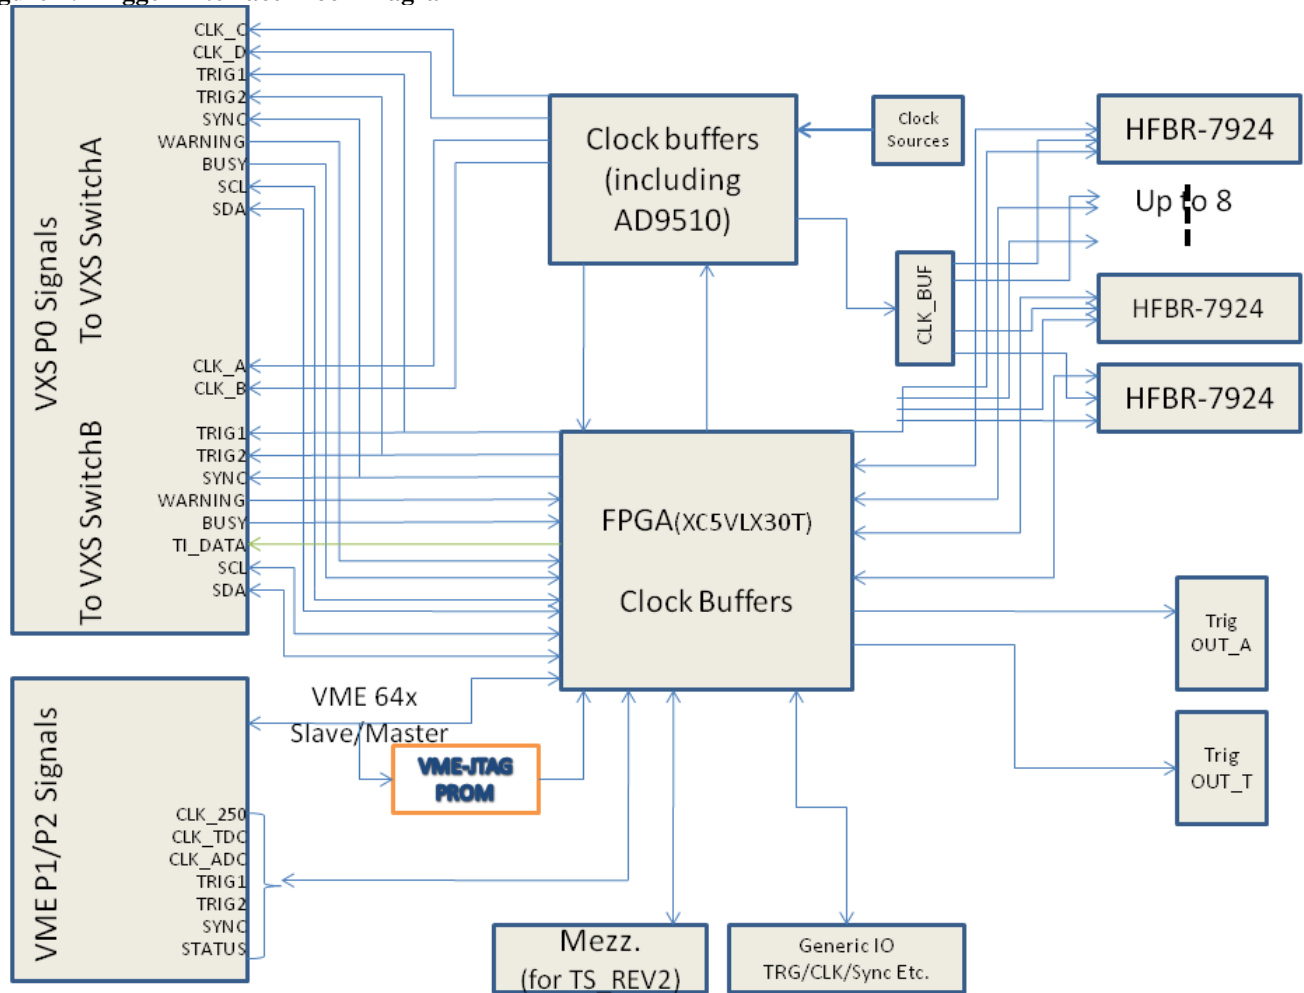 CLK_C
CLK_D
TRIG1
TRIG2
SYNC
WARNING
BUSY
SCL
SDA
VXS P0 Signals
To VXS SwitchA
CLK_A
CLK_B
To VXS SwitchB
TRIG1
TRIG2
SYNC
WARNING
BUSY
TI_DATA
SCL
SDA
Clock buffers
(including
AD9510)
Clock
Sources
HFBR-7924
Up to 8
CLK_BUF
HFBR-7924
HFBR-7924
FPGA(XC5VLX30T)
Clock Buffers
Trig
OUT_A
Trig
OUT_T
VME 64x
Slave/Master
VME-JTAG
PROM
VME P1/P2 Signals
CLK_250
CLK_TDC
CLK_ADC
TRIG1
TRIG2
SYNC
STATUS
Mezz.
(for TS_REV2)
Generic IO
TRG/CLK/Sync Etc.